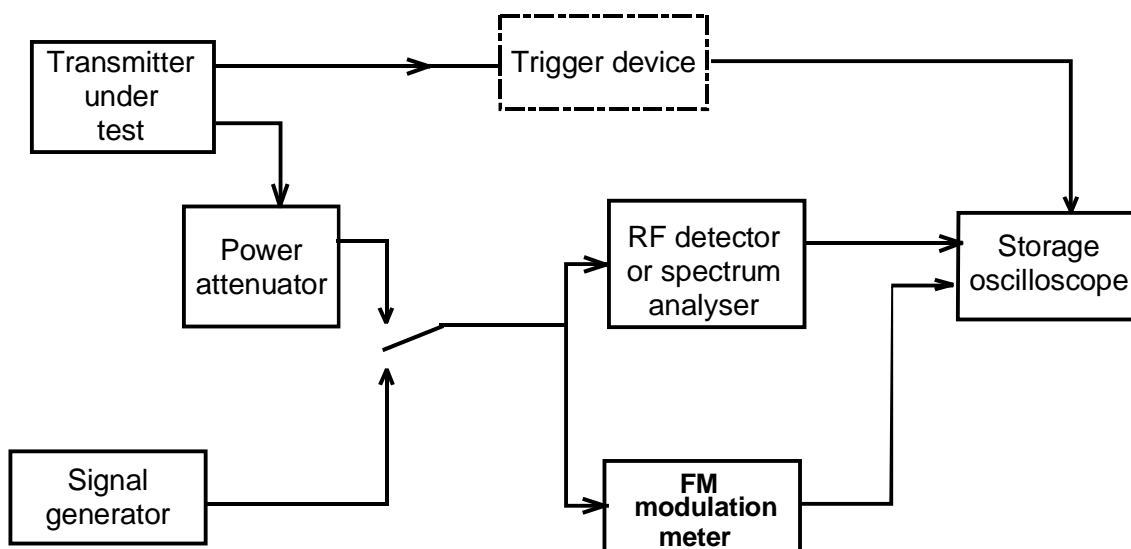 Transmitter
under
test
Trigger device
Power
attenuator
RF detector
or spectrum
analyser
Storage
oscilloscope
Signal
generator
FM
modulation
meter